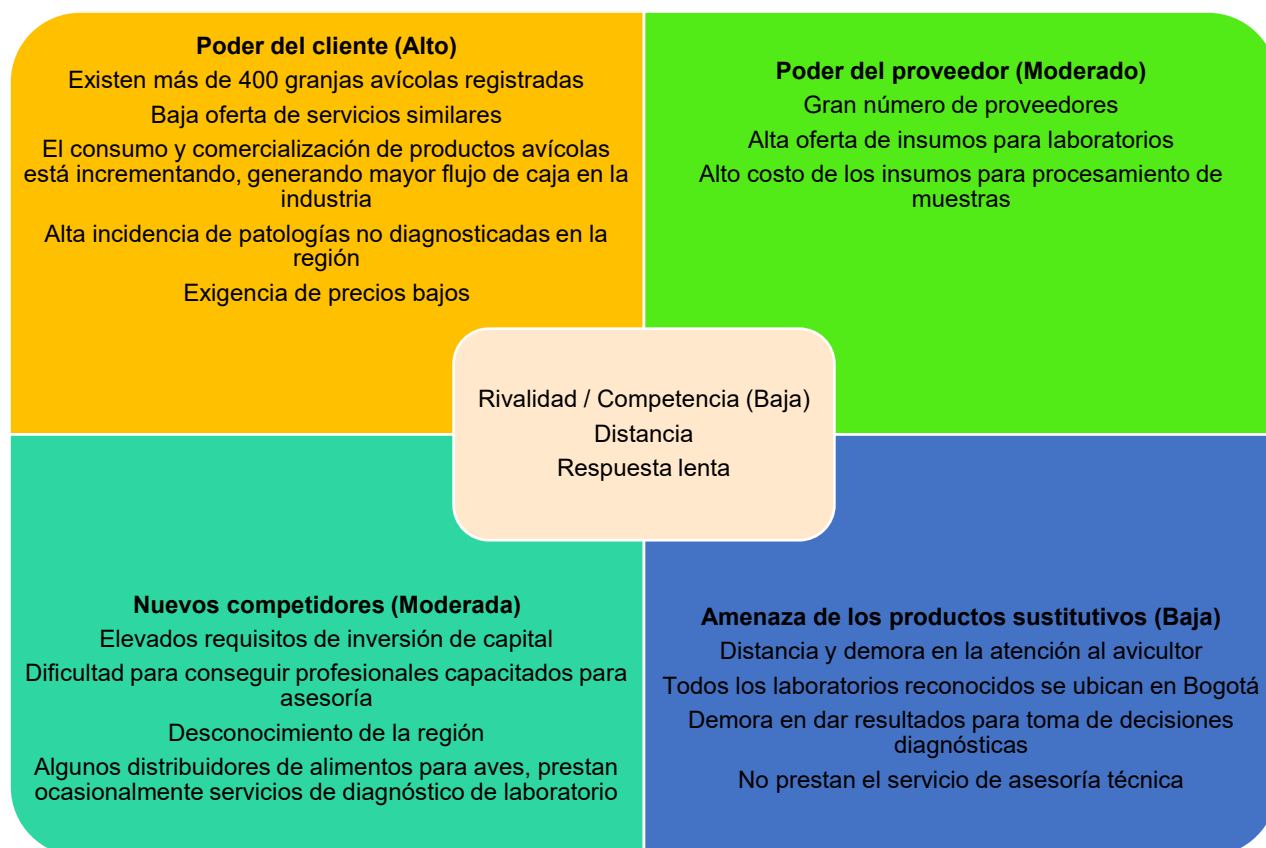 Poder del cliente (Alto)
Existen más de 400 granjas avícolas registradas
Baja oferta de servicios similares
El consumo y comercialización de productos avícolas
está incrementando, generando mayor flujo de caja en la
industria
Alta incidencia de patologías no diagnosticadas en la
región
Exigencia de precios bajos
Poder del proveedor (Moderado)
Gran número de proveedores
Alta oferta de insumos para laboratorios
Alto costo de los insumos para procesamiento de
muestras
Rivalidad / Competencia (Baja)
Distancia
Respuesta lenta
Nuevos competidores (Moderada)
Elevados requisitos de inversión de capital
Dificultad para conseguir profesionales capacitados para
asesoría
Desconocimiento de la región
Algunos distribuidores de alimentos para aves, prestan
ocasionalmente servicios de diagnóstico de laboratorio
Amenaza de los productos sustitutivos (Baja)
Distancia y demora en la atención al avicultor
Todos los laboratorios reconocidos se ubican en Bogotá
Demora en dar resultados para toma de decisiones
diagnósticas
No prestan el servicio de asesoría técnica